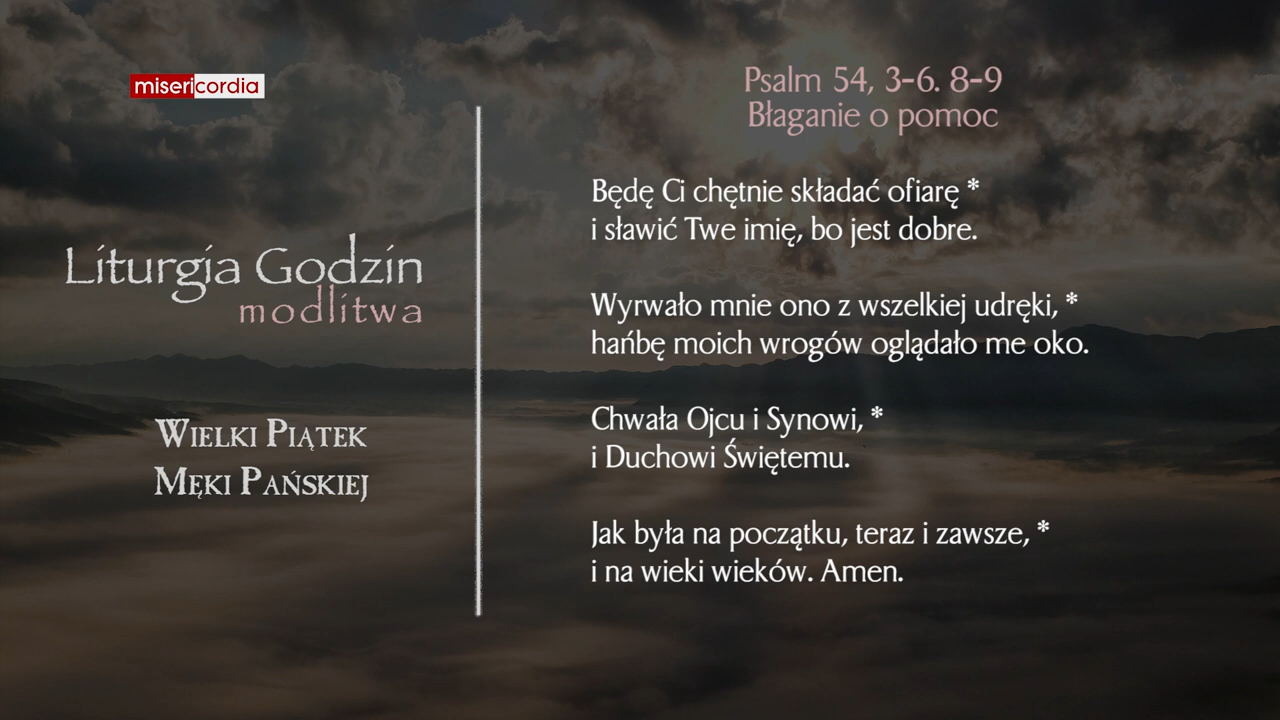 misericordia
Liturgia Godzin
modlitwa
Wielki Piątek
Męki Pańskiej
Psalm 54, 3-6. 8-9
Błaganie o pomoc
Będę Ci chętnie składać ofiarę *
i sławić Twe imię, bo jest dobre.
Wyrwało mnie ono z wszelkiej udręki, *
hańbę moich wrogów oglądało me oko.
Chwała Ojcu i Synowi, *
i Duchowi Świętemu.
Jak była na początku, teraz i zawsze, *
i na wieki wieków. Amen.